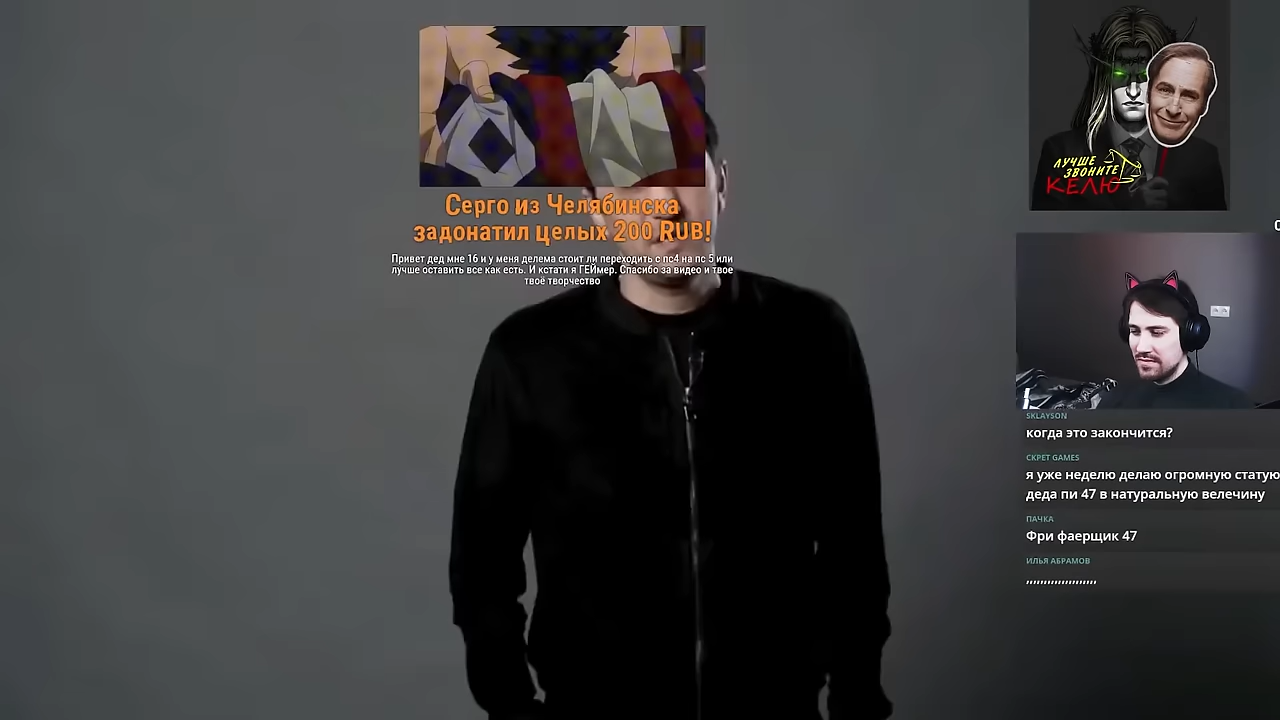 Серго из Челябинска
задонатил целых 200 RUB!
Привет дед мне 16 и у меня делема стоит ли переходить с пс4 на пс 5 или
лучше оставить все как есть. И кстати я ГЕЙмер. Спасибо за видео и твое
твоё творчество
ЛУЧШЕ
ЗВОНИТЕ
КЕЛЮ
SKLAYSON
когда это закончится?
СКРЕТ GAMES
я уже неделю делаю огромную статую
деда пи 47 в натуральную велечину
ПАЧКА
Фри фаерщик 47
ИЛЬЯ АБРАМОВ
,,,,,,,,,,,,,,,,,,,,